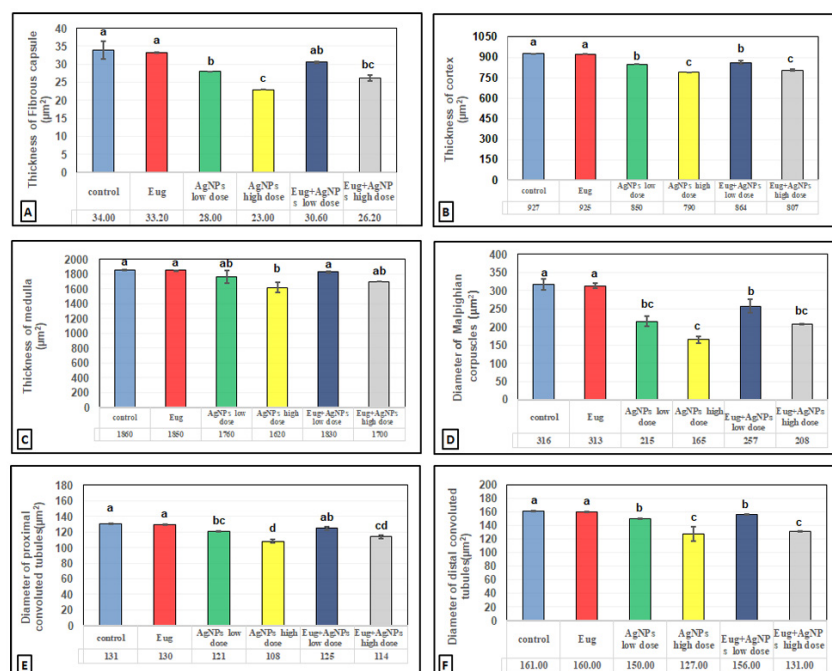 Thickness of Fibrous capsule
(µm²)
40
35
30
25
20
15
10
5
0
a
a
b
c
ab
bc
control
Eug
AgNPs
low dose
AgNPs
high dose
Eug+AgNP
s low dose
Eug+AgNP
s high dose
34.00
33.20
28.00
23.00
30.60
26.20
A
Thickness of cortex
(µm²)
1050
900
750
600
450
300
150
0
a
a
b
c
b
c
control
Eug
AgNPs low
dose
AgNPs
high dose
Eug+AgNP
s low dose
Eug+AgNPs
high dose
927
925
850
790
864
807
B
Thickness of medulla
(µm²)
2000
1800
1600
1400
1200
1000
800
600
400
200
0
a
a
ab
b
a
ab
control
Eug
AgNPs low
dose
AgNPs high
dose
Eug+AgNPs
low dose
Eug+AgNPs
high dose
1860
1850
1760
1620
1830
1700
C
Diameter of Malpighian
corpuscles (µm²)
400
350
300
250
200
150
100
50
0
a
a
bc
c
b
bc
control
Eug
AgNPs low
dose
AgNPs high
dose
Eug+AgNPs
low dose
Eug+AgNPs
high dose
316
313
215
165
257
208
D
Diameter of proximal
convoluted tubules(µm²)
180
160
140
120
100
80
60
40
20
0
a
a
bc
d
ab
cd
control
Eug
AgNPs low
dose
AgNPs high
dose
Eug+AgNPs
low dose
Eug+AgNPs
high dose
131
130
121
108
125
114
E
Diameter of distal convoluted
tubules(µm²)
200
180
160
140
120
100
80
60
40
20
0
a
a
b
c
b
c
control
Eug
AgNPs low
dose
AgNPs
high dose
Eug+AgNP
s low dose
Eug+AgNPs
high dose
161.00
160.00
150.00
127.00
156.00
131.00
F